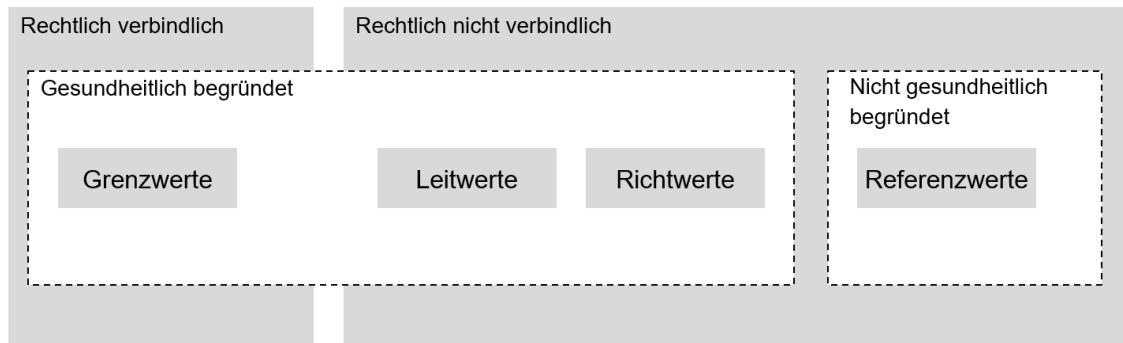 Rechtlich verbindlich
Rechtlich nicht verbindlich
Gesundheitlich begründet
Nicht gesundheitlich
begründet
Grenzwerte
Leitwerte
Richtwerte
Referenzwerte